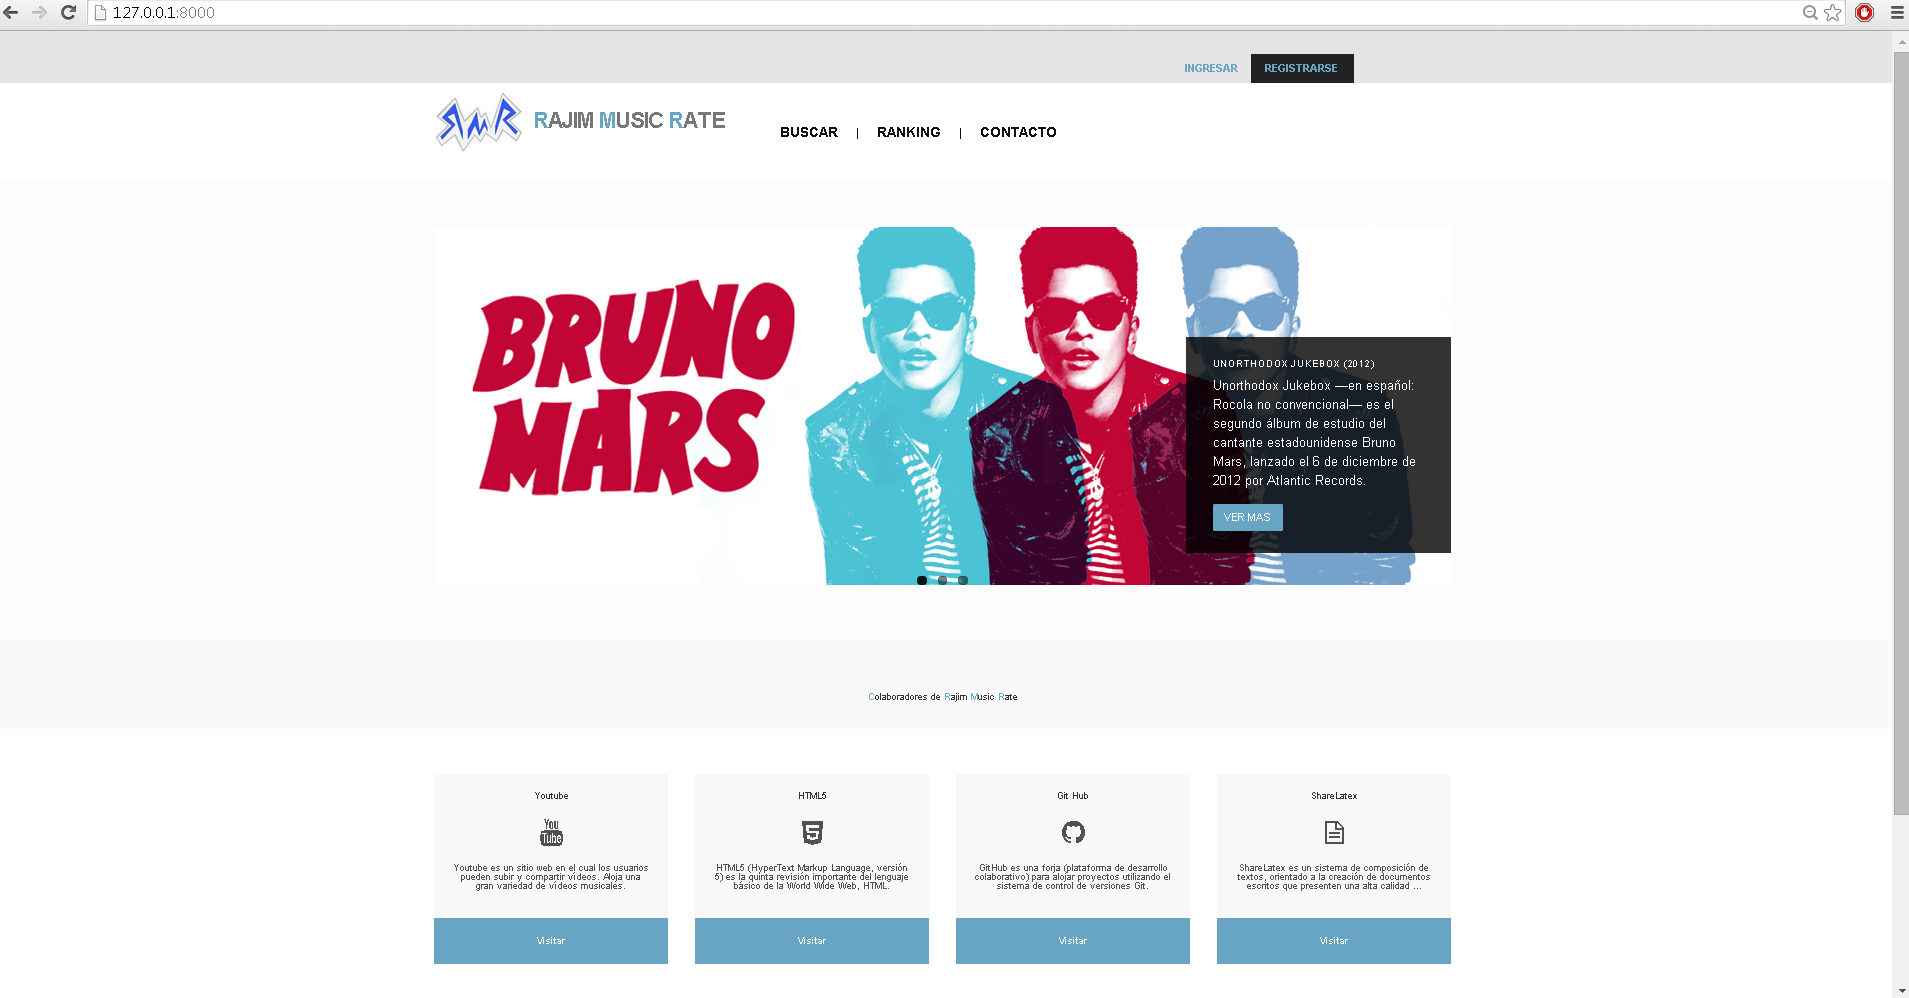 127.0.0.1:8000
INGRESAR REGISTRARSE
RMR RAJIM MUSIC RATE
BUSCAR | RANKING | CONTACTO
BRUNO
MARS
UNORTHODOX JUKEBOX (2012)
Unorthodox Jukebox —en español:
Rocola no convencional— es el
segundo álbum de estudio del
cantante estadounidense Bruno
Mars, lanzado el 6 de diciembre de
2012 por Atlantic Records.
VER MAS
Colaboradores de Rajim Music Rate
Youtube
You
Tube
Youtube es un sitio web en el cual los usuarios
pueden subir y compartir vídeos. Aloja una
gran variedad de vídeos musicales.
Visitar
HTML5
5
HTML5 (HyperText Markup Language, versión
5) es la quinta revisión importante del lenguaje
básico de la World Wide Web, HTML.
Visitar
Git Hub
GitHub es una forja (plataforma de desarrollo
colaborativo) para alojar proyectos utilizando el
sistema de control de versiones Git.
Visitar
ShareLatex
ShareLatex es un sistema de composición de
textos, orientado a la creación de documentos
escritos que presenten una alta calidad ...
Visitar